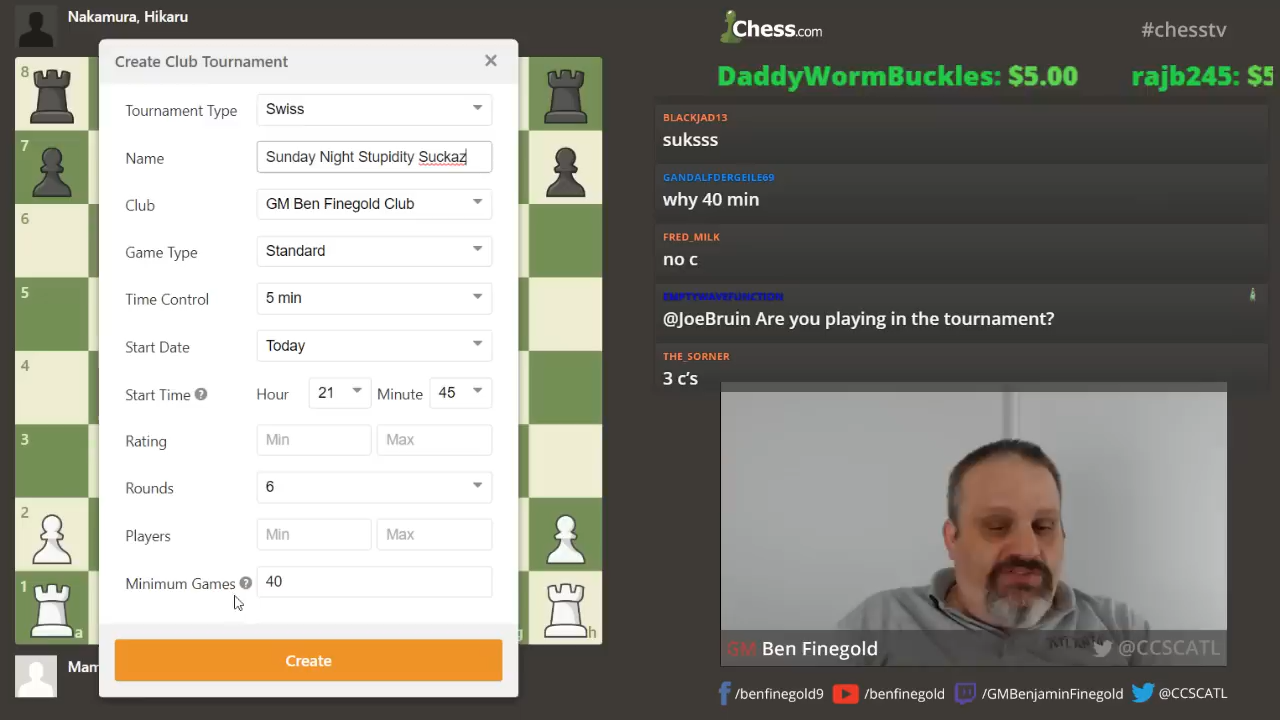 Nakamura, Hikaru
Create Club Tournament
Tournament Type Swiss
Name Sunday Night Stupidity Suckaz
Club GM Ben Finegold Club
Game Type Standard
Time Control 5 min
Start Date Today
Start Time ? Hour 21 Minute 45
Rating Min Max
Rounds 6
Players Min Max
Minimum Games ? 40
Create
8
7
6
5
4
3
2
1
a
g
h
Mam
Chess.com
#chesstv
DaddyWormBuckles: $5.00 rajb245: $5
BLACKJAD13
suksss
GANDALFDERGEILE69
why 40 min
FRED_MILK
no c
EMPTYWAVEFUNCTION
@JoeBruin Are you playing in the tournament?
THE_SORNER
3 c's
GM Ben Finegold
@CCSCATL
/benfinegold9 /benfinegold /GMBenjaminFinegold @CCSCATL